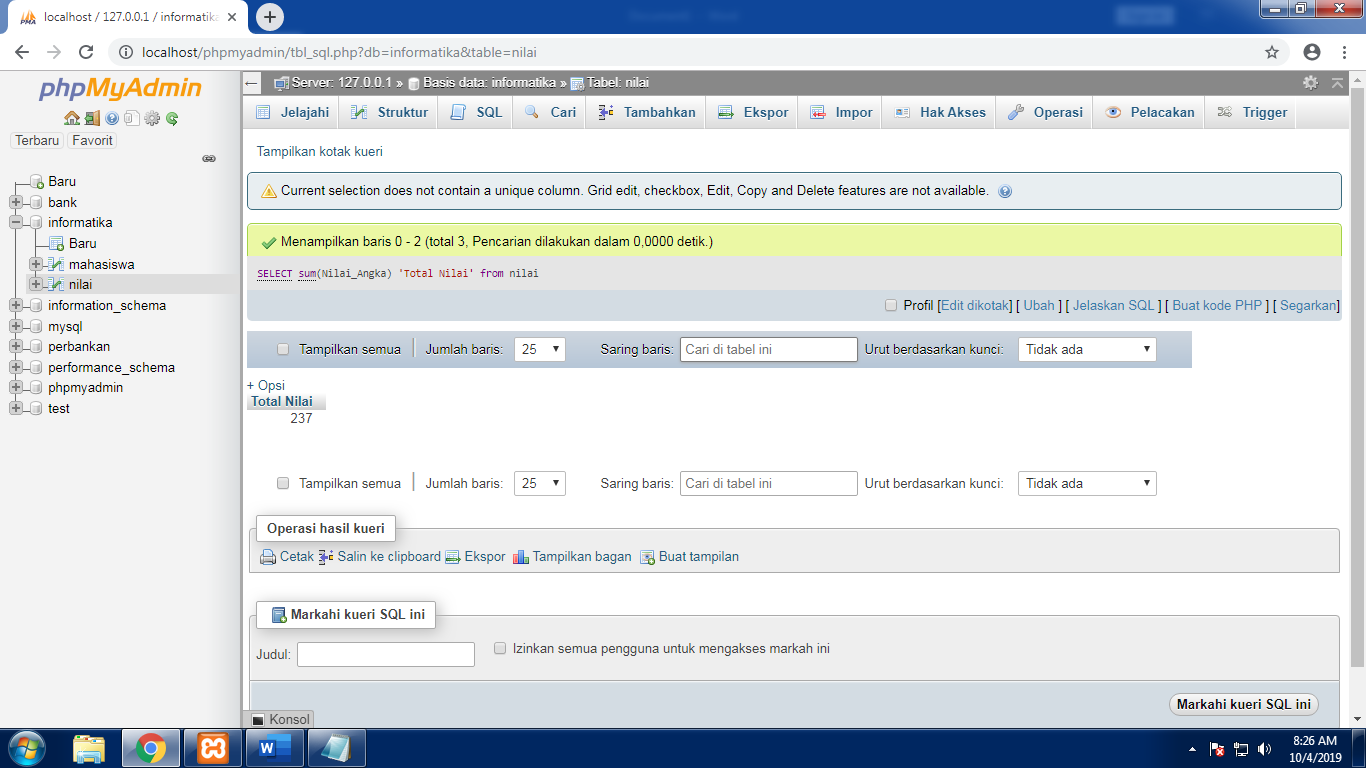 localhost / 127.0.0.1 / informatika
localhost/phpmyadmin/tbl_sql.php?db=informatika&table=nilai
phpMyAdmin
Terbaru Favorit
Baru
bank
informatika
Baru
mahasiswa
nilai
information_schema
mysql
perbankan
performance_schema
phpmyadmin
test
Server: 127.0.0.1 » Basis data: informatika » Tabel: nilai
Jelajahi Struktur SQL Cari Tambahkan Ekspor Impor Hak Akses Operasi Pelacakan Trigger
Tampilkan kotak kueri
Current selection does not contain a unique column. Grid edit, checkbox, Edit, Copy and Delete features are not available.
Menampilkan baris 0 - 2 (total 3, Pencarian dilakukan dalam 0,0000 detik.)
SELECT sum(Nilai_Angka) 'Total Nilai' from nilai
Profil [Edit dikotak] [ Ubah ] [ Jelaskan SQL ] [ Buat kode PHP ] [ Segarkan]
Tampilkan semua Jumlah baris: 25 Saring baris: Cari di tabel ini Urut berdasarkan kunci: Tidak ada
+ Opsi
Total Nilai
237
Tampilkan semua Jumlah baris: 25 Saring baris: Cari di tabel ini Urut berdasarkan kunci: Tidak ada
Operasi hasil kueri
Cetak Salin ke clipboard Ekspor Tampilkan bagan Buat tampilan
Markahi kueri SQL ini
Judul: Izinkan semua pengguna untuk mengakses markah ini
Markahi kueri SQL ini
Konsol
8:26 AM
10/4/2019